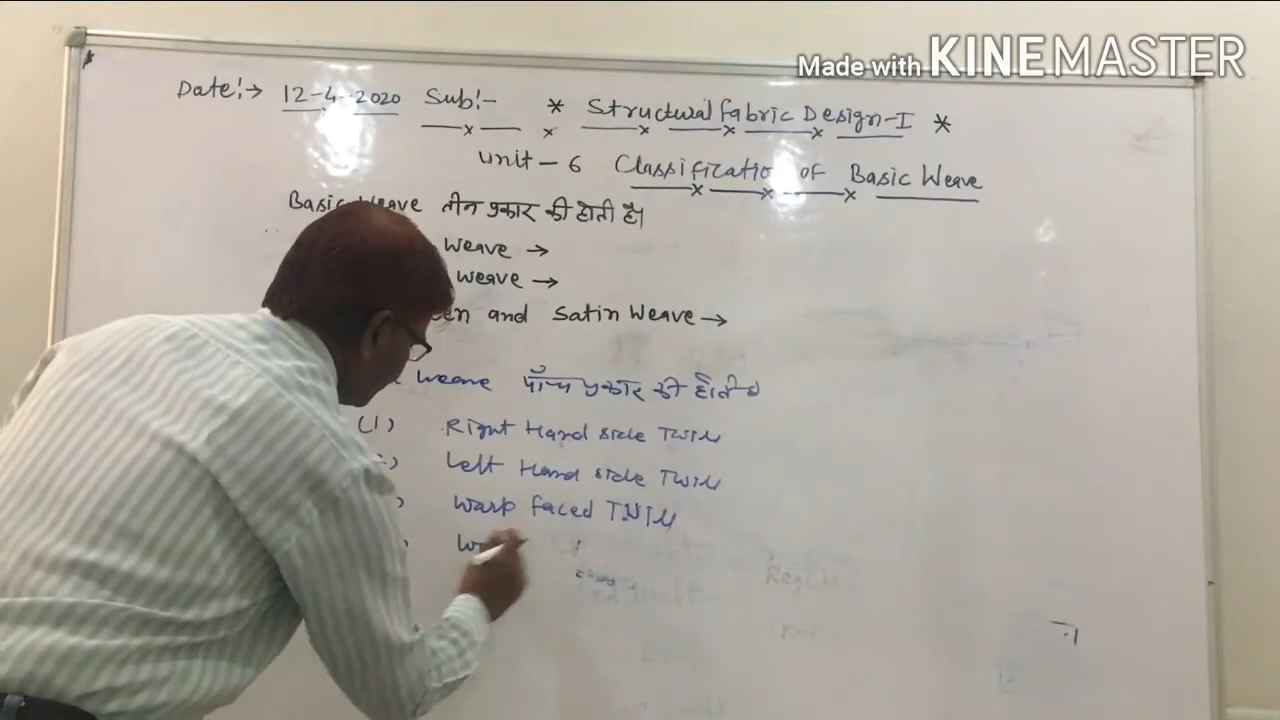 Made with KINEMASTER
Date:→ 12-4-2020 Sub:- * Structural Fabric Design-I *
Unit - 6 Classification of Basic Weave
Basic Weave तीन प्रकार की होती है।
Weave →
weave →
and Satin Weave →
Weave पाँच प्रकार की होती है
(1) Right Hand side Twill
Left Hand side Twill
Warp faced Twill